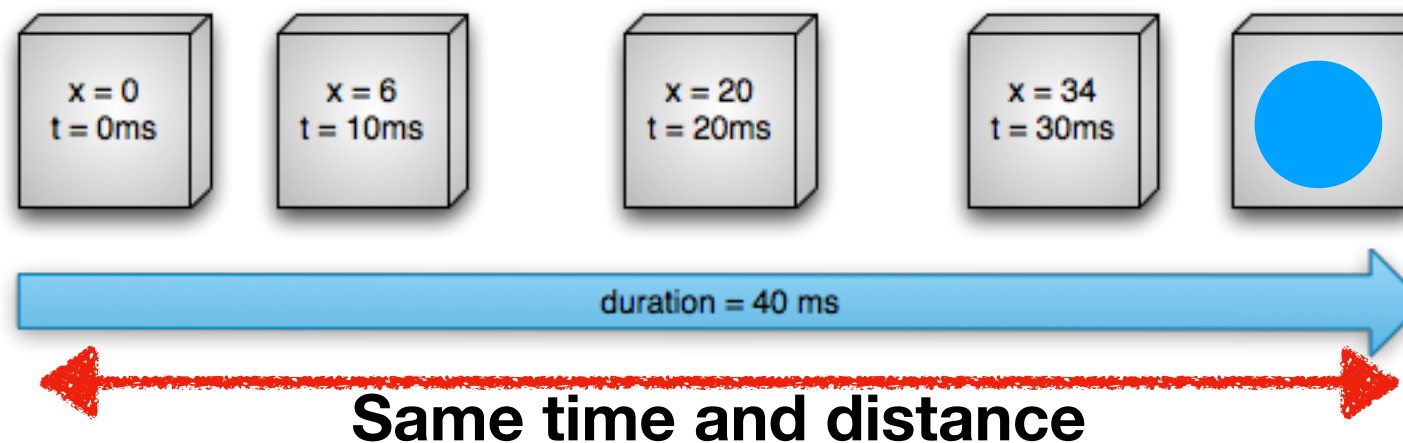 x = 0
t = 0ms
x = 6
t = 10ms
x = 20
t = 20ms
x = 34
t = 30ms
duration = 40 ms
Same time and distance